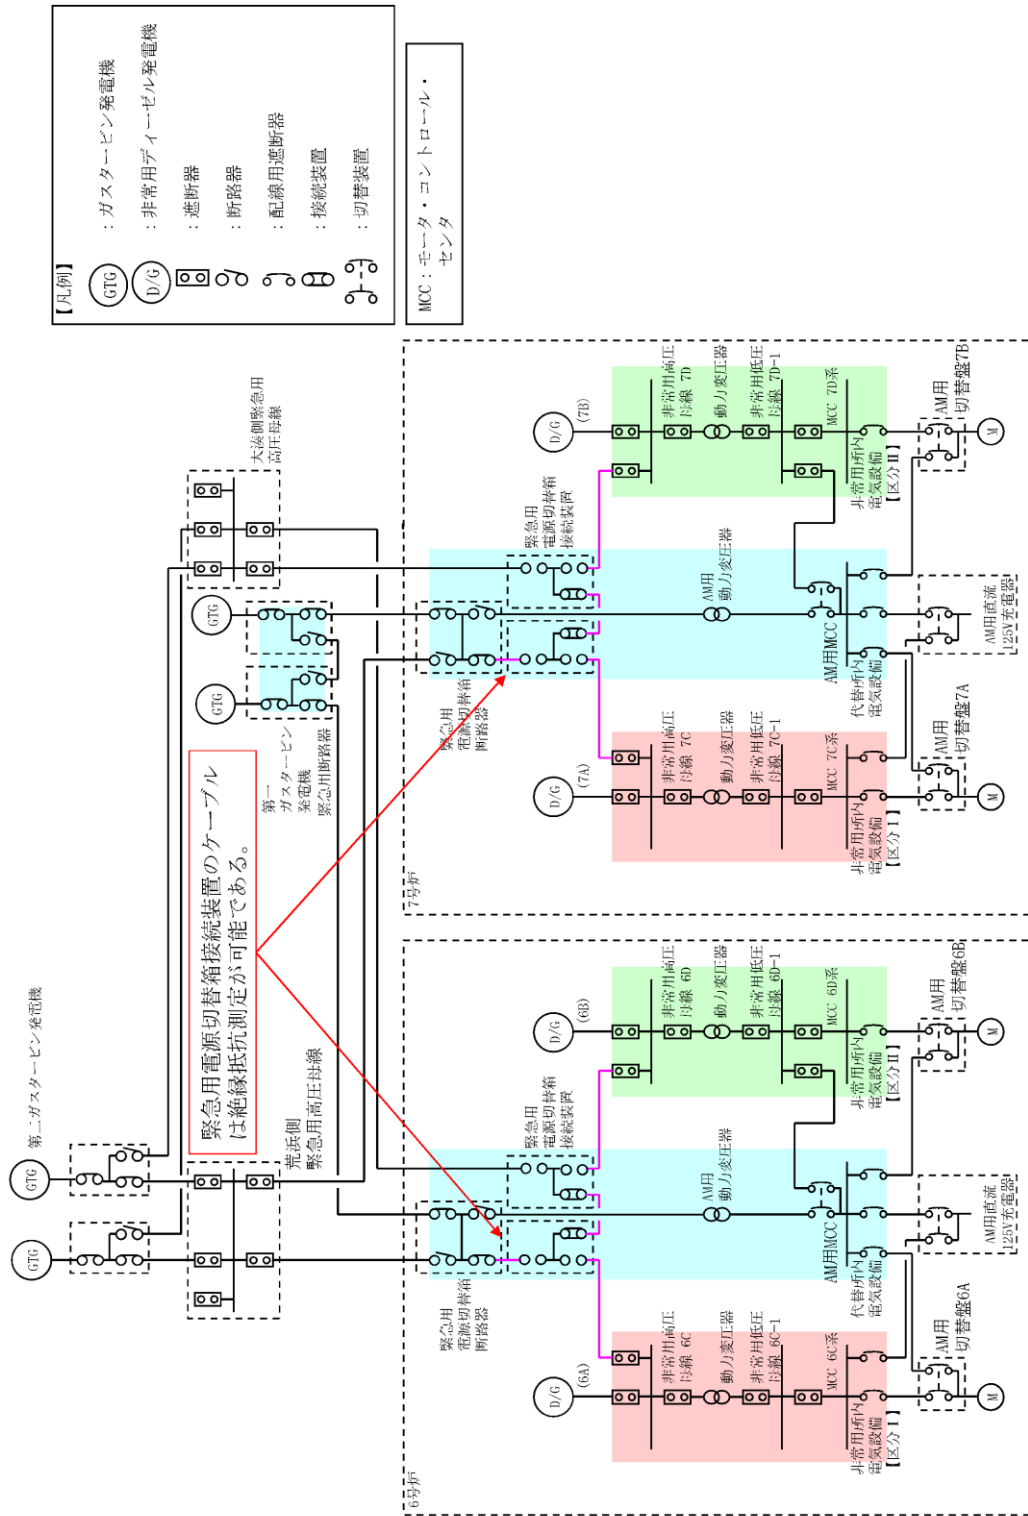 【凡例】
GTG ：ガスタービン発電機
D/G ：非常用ディーゼル発電機
：遮断器
：断路器
：配線用遮断器
：接続装置
：切替装置
MCC：モータ・コントロール・
センタ
第二ガスタービン発電機
GTG
GTG
荒浜側
緊急用高圧母線
大湊側緊急用
高圧母線
GTG
GTG
第一
ガスタービン
発電機
緊急用断路器
緊急用電源切替箱接続装置のケーブル
は絶縁抵抗測定が可能である。
6号炉
緊急用
電源切替箱
断路器
緊急用
電源切替箱
接続装置
D/G
(6A)
非常用高圧
母線 6C
動力変圧器
非常用低圧
母線 6C-1
MCC 6C系
非常用所内
電気設備
【区分Ⅰ】
AM用
動力変圧器
AM用MCC
代替所内
電気設備
D/G
(6B)
非常用高圧
母線 6D
動力変圧器
非常用低圧
母線 6D-1
MCC 6D系
非常用所内
電気設備
【区分Ⅱ】
AM用
切替盤6A
M
AM用直流
125V充電器
AM用
切替盤6B
M
7号炉
緊急用
電源切替箱
断路器
緊急用
電源切替箱
接続装置
D/G
(7A)
非常用高圧
母線 7C
動力変圧器
非常用低圧
母線 7C-1
MCC 7C系
非常用所内
電気設備
【区分Ⅰ】
AM用
動力変圧器
AM用MCC
代替所内
電気設備
D/G
(7B)
非常用高圧
母線 7D
動力変圧器
非常用低圧
母線 7D-1
MCC 7D系
非常用所内
電気設備
【区分Ⅱ】
AM用
切替盤7A
M
AM用直流
125V充電器
AM用
切替盤7B
M